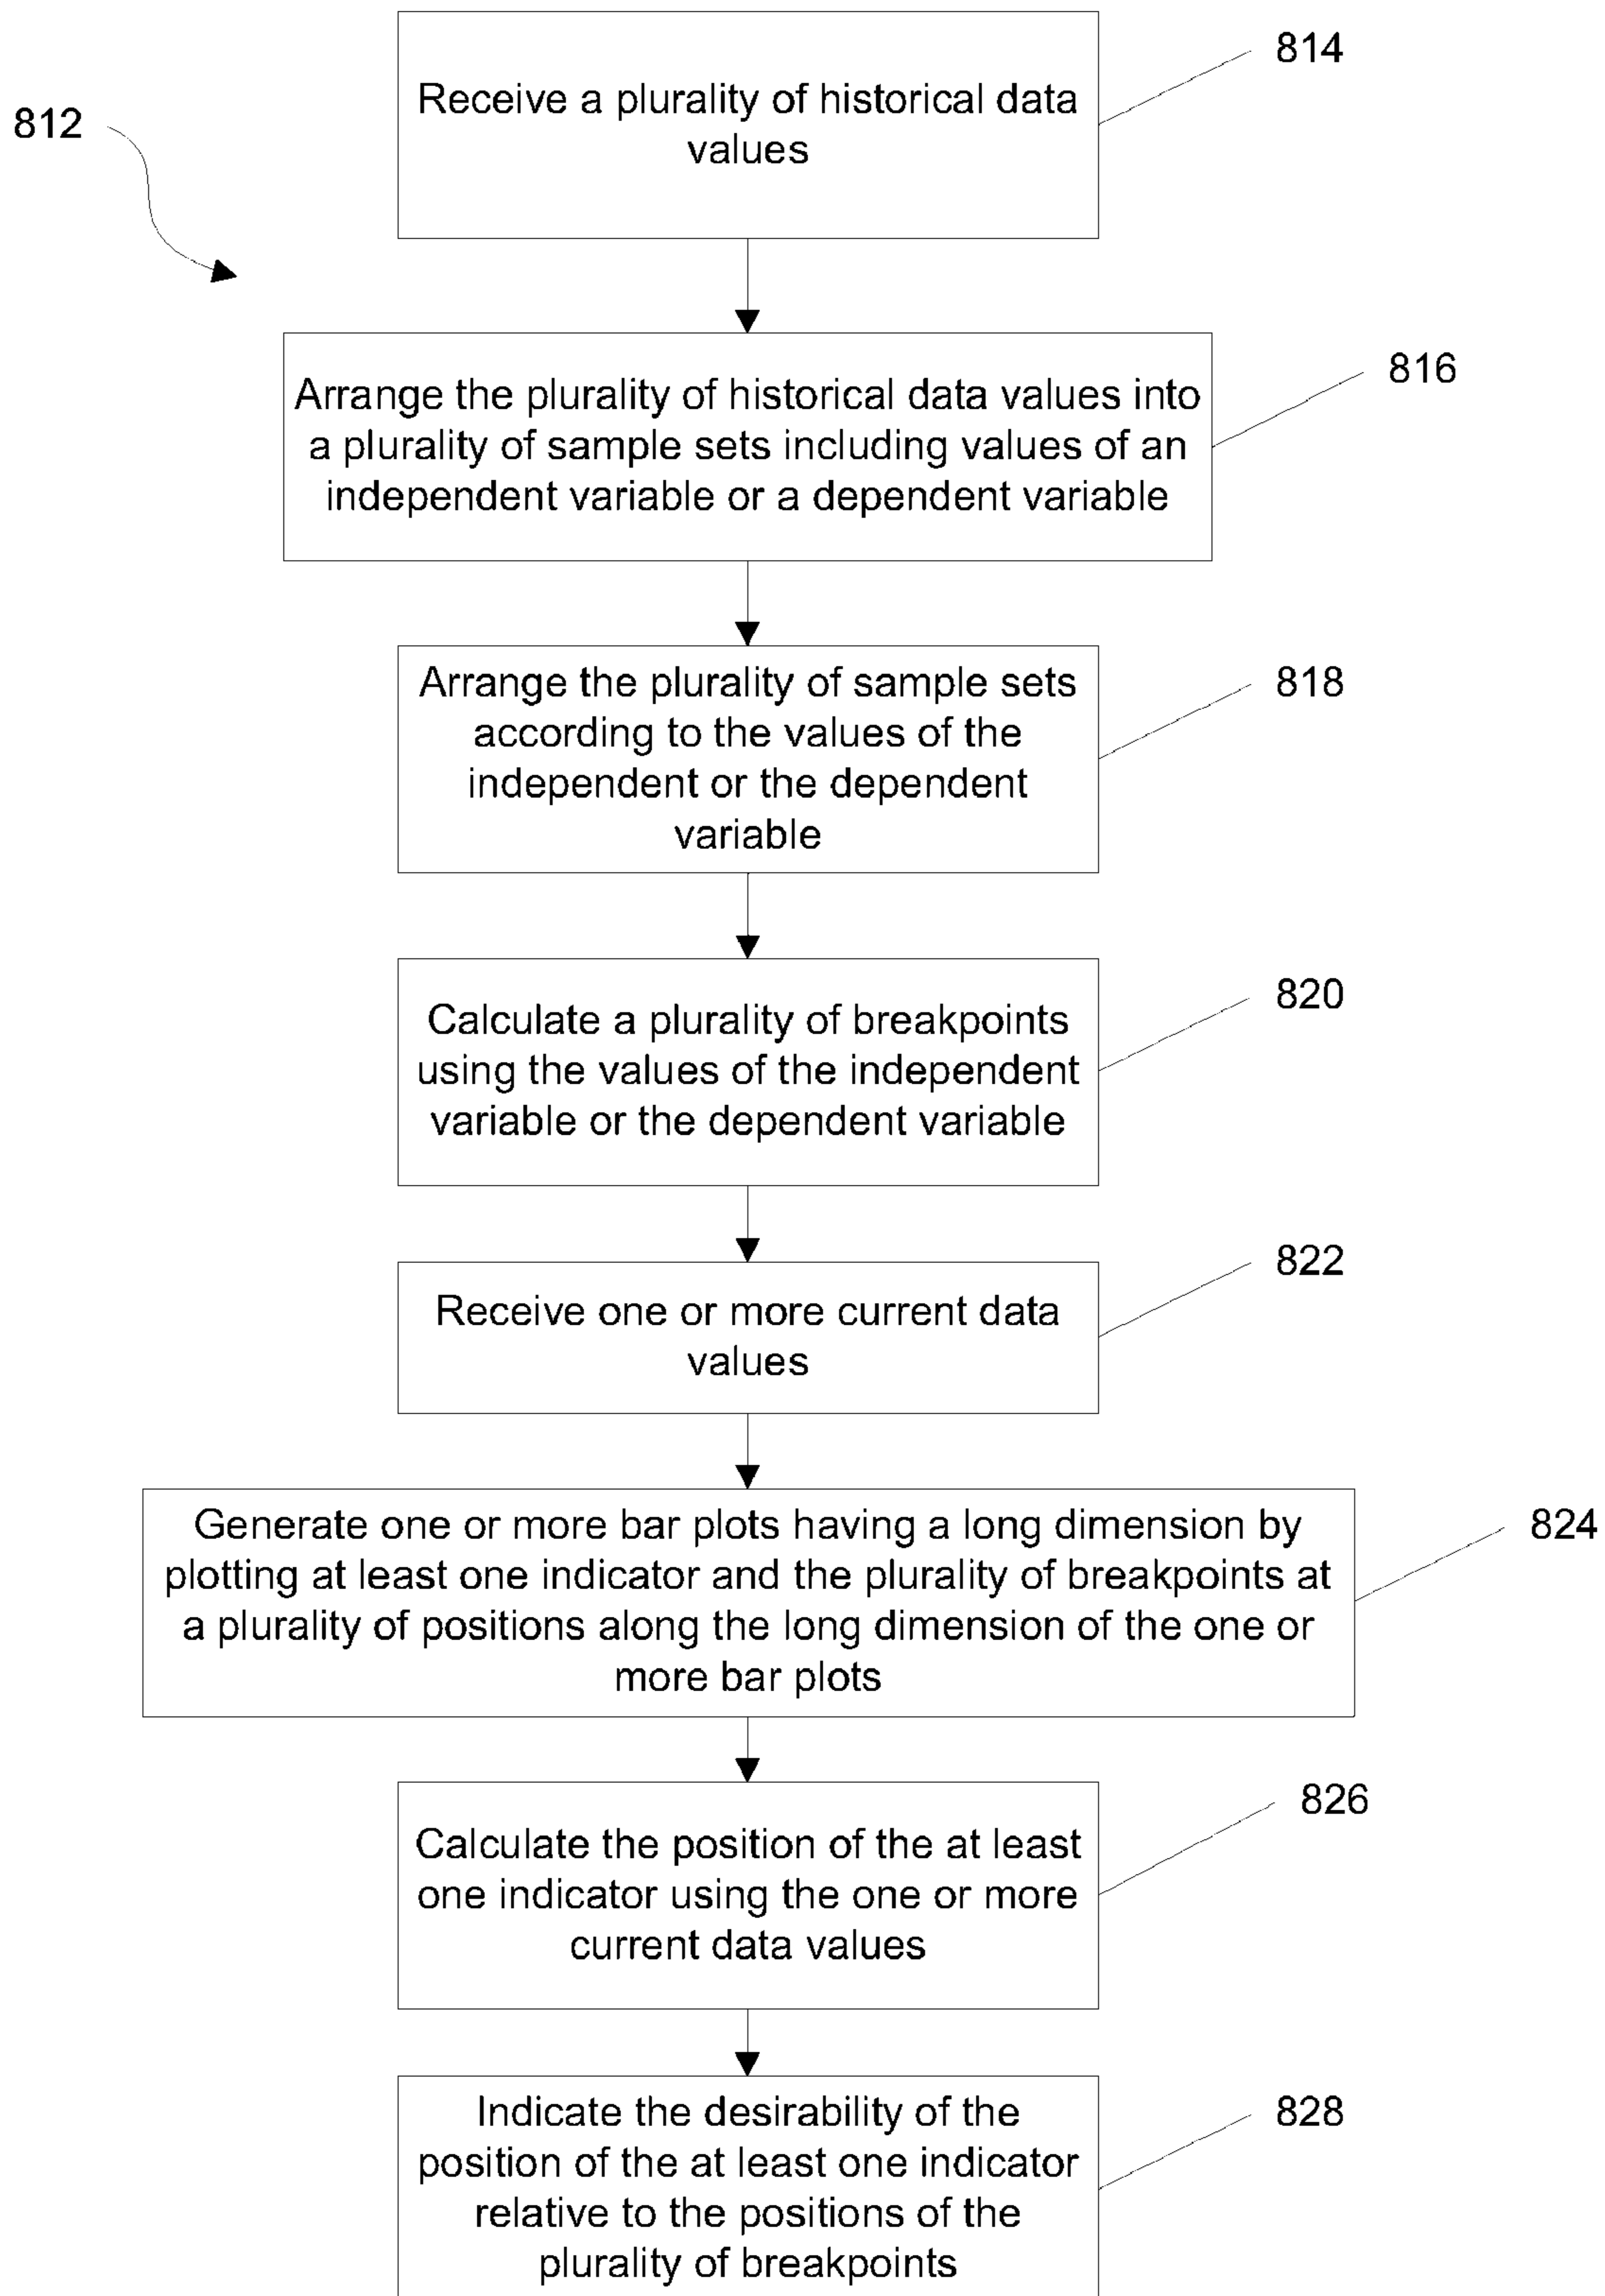 812
Receive a plurality of historical data
values
814
Arrange the plurality of historical data values into
a plurality of sample sets including values of an
independent variable or a dependent variable
816
Arrange the plurality of sample sets
according to the values of the
independent or the dependent
variable
818
Calculate a plurality of breakpoints
using the values of the independent
variable or the dependent variable
820
Receive one or more current data
values
822
Generate one or more bar plots having a long dimension by
plotting at least one indicator and the plurality of breakpoints at
a plurality of positions along the long dimension of the one or
more bar plots
824
Calculate the position of the at least
one indicator using the one or more
current data values
826
Indicate the desirability of the
position of the at least one indicator
relative to the positions of the
plurality of breakpoints
828